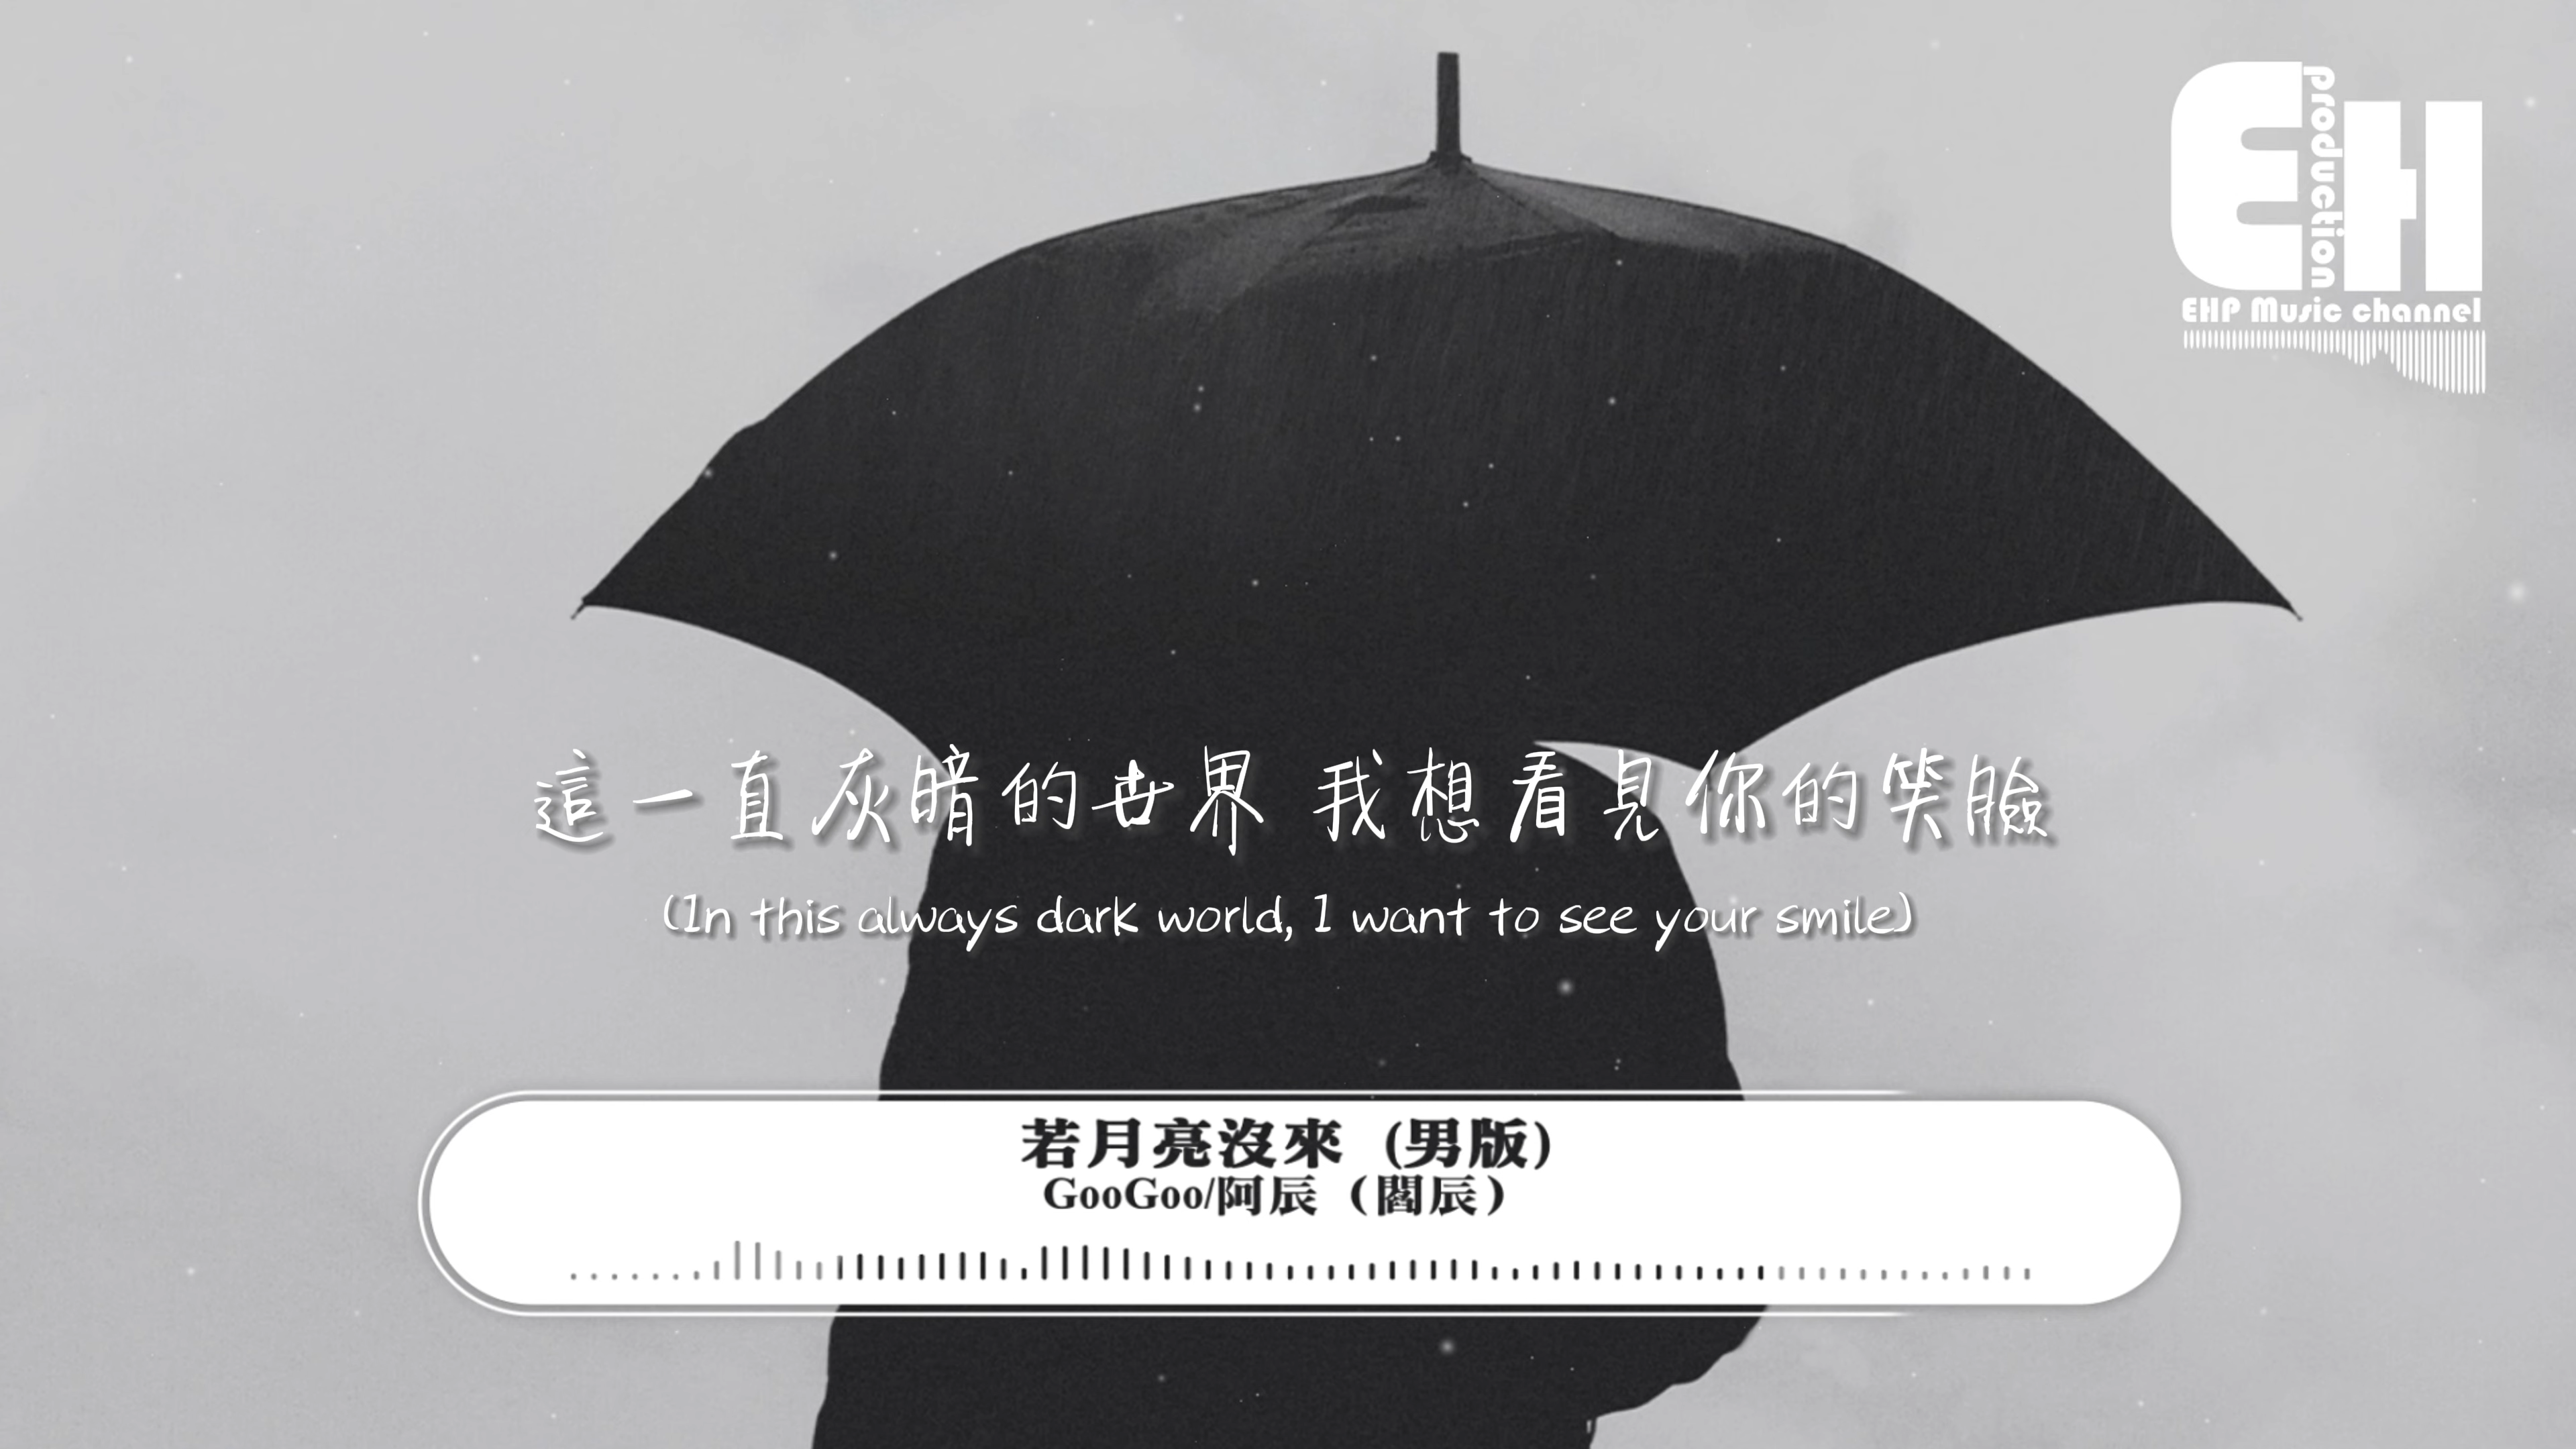 EH
production
EHP Music channel
這一直灰暗的世界 我想看見你的笑臉
(In this always dark world, I want to see your smile)
若月亮沒來 (男版)
GooGoo/阿辰（閻辰）